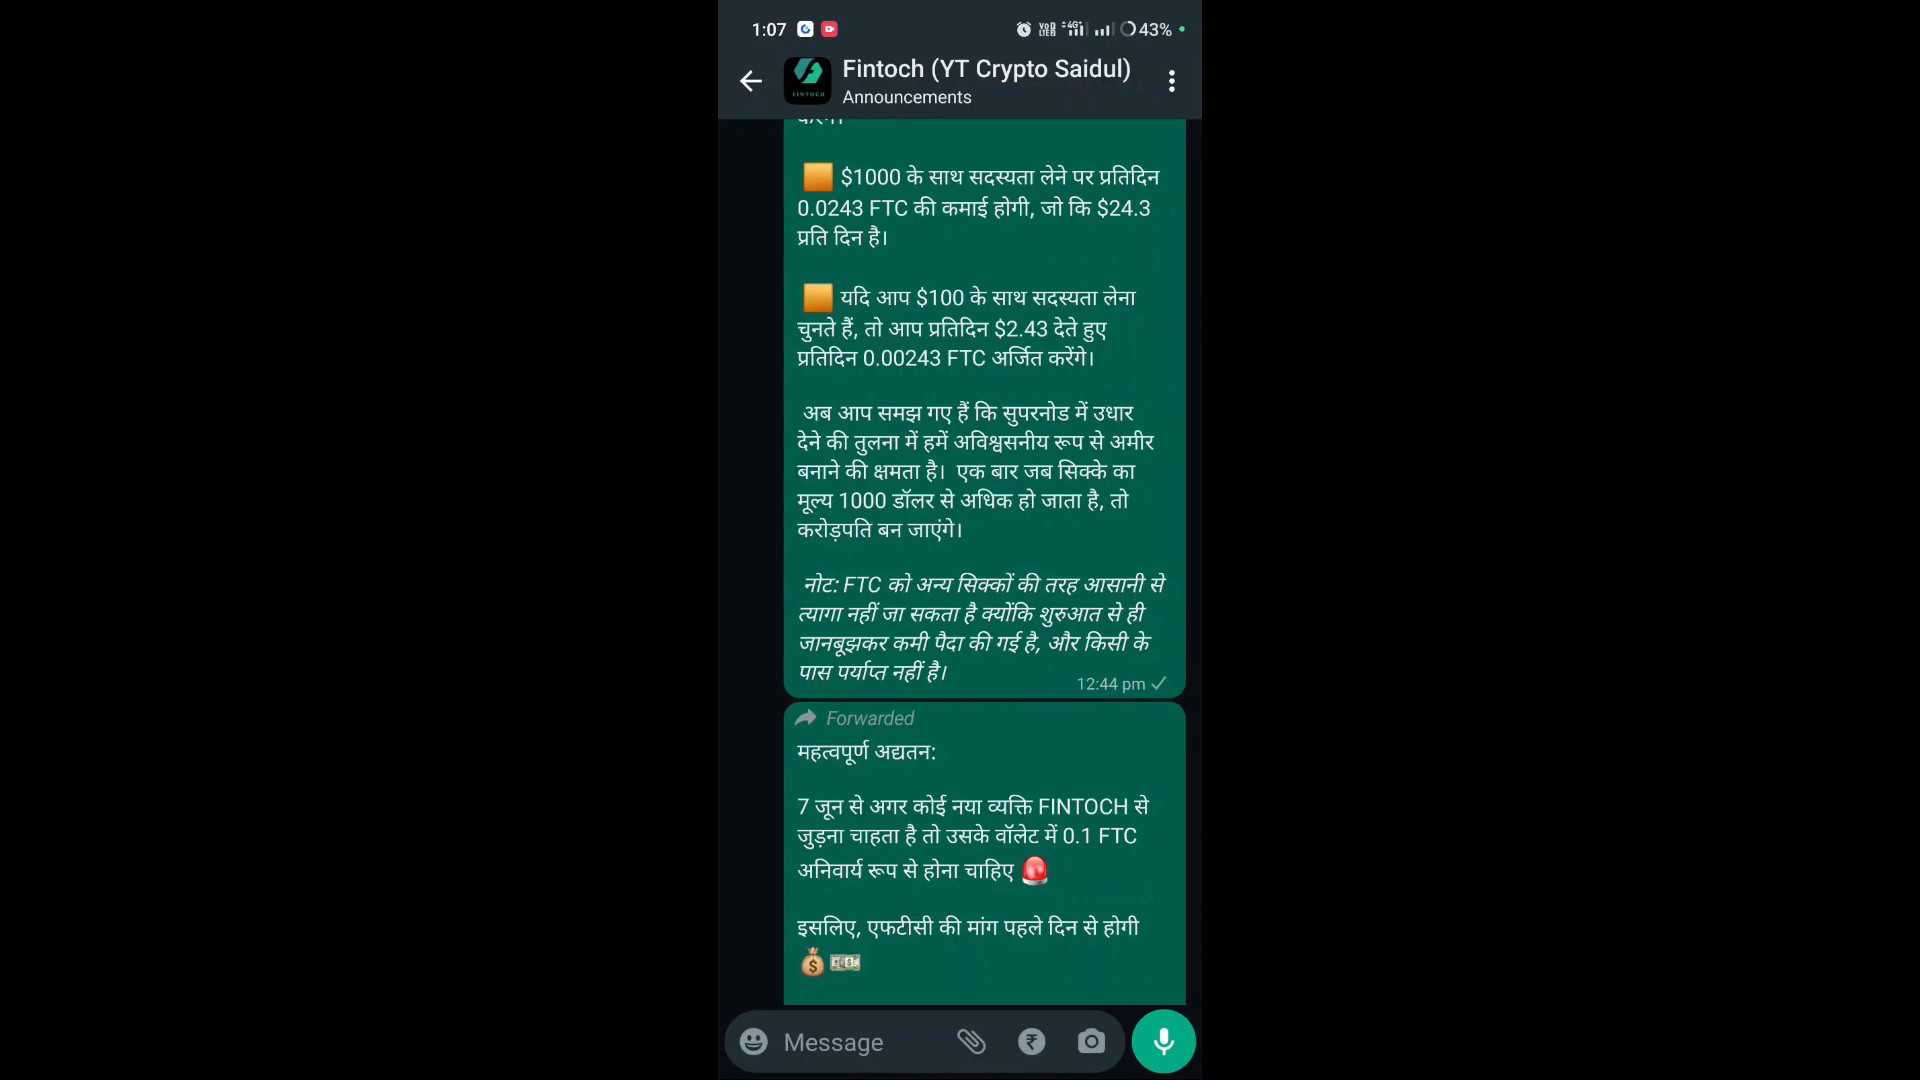 1:07
VoD LTE 4G 43%
Fintoch (YT Crypto Saidul)
FINTOCH
Announcements
$1000 के साथ सदस्यता लेने पर प्रतिदिन
0.0243 FTC की कमाई होगी, जो कि $24.3
प्रति दिन है।
यदि आप $100 के साथ सदस्यता लेना
चुनते हैं, तो आप प्रतिदिन $2.43 देते हुए
प्रतिदिन 0.00243 FTC अर्जित करेंगे।
अब आप समझ गए हैं कि सुपरनोड में उधार
देने की तुलना में हमें अविश्वसनीय रूप से अमीर
बनाने की क्षमता है। एक बार जब सिक्के का
मूल्य 1000 डॉलर से अधिक हो जाता है, तो
करोड़पति बन जाएंगे।
नोट: FTC को अन्य सिक्कों की तरह आसानी से
त्यागा नहीं जा सकता है क्योंकि शुरुआत से ही
जानबूझकर कमी पैदा की गई है, और किसी के
पास पर्याप्त नहीं है।
12:44 pm
Forwarded
महत्वपूर्ण अद्यतन:
7 जून से अगर कोई नया व्यक्ति FINTOCH से
जुड़ना चाहता है तो उसके वॉलेट में 0.1 FTC
अनिवार्य रूप से होना चाहिए
इसलिए, एफटीसी की मांग पहले दिन से होगी
Message